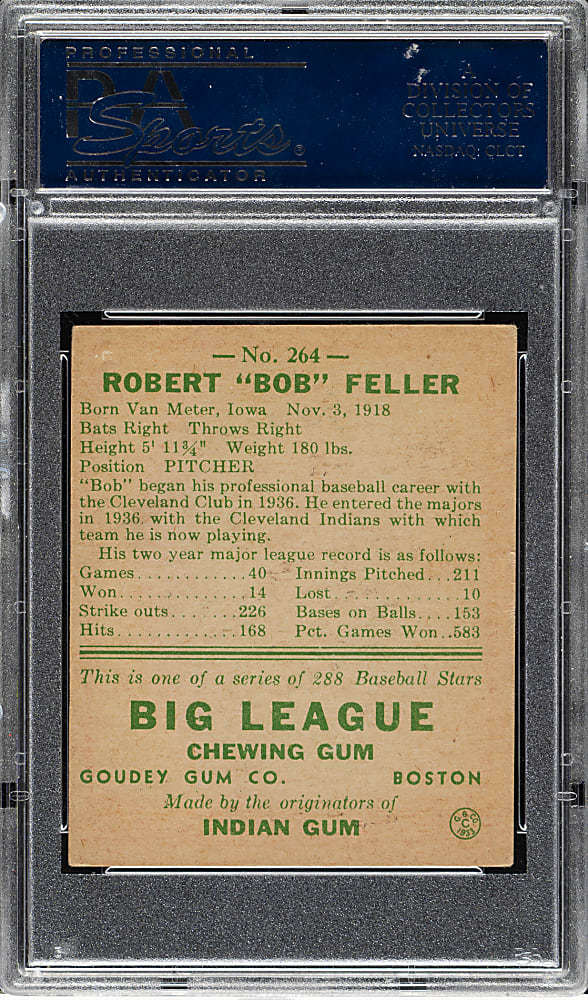 PROFESSIONAL
PSA
Sports®
AUTHENTICATOR
A
DIVISION OF
COLLECTORS
UNIVERSE
NASDAQ: CLCT
— No. 264 —
ROBERT "BOB" FELLER
Born Van Meter, Iowa Nov. 3, 1918
Bats Right Throws Right
Height 5' 11¾" Weight 180 lbs.
Position PITCHER
"Bob" began his professional baseball career with
the Cleveland Club in 1936. He entered the majors
in 1936 with the Cleveland Indians with which
team he is now playing.
His two year major league record is as follows:
Games............40 Innings Pitched...211
Won..............14 Lost..............10
Strike outs.......226 Bases on Balls....153
Hits.............168 Pct. Games Won..583
This is one of a series of 288 Baseball Stars
BIG LEAGUE
CHEWING GUM
GOUDEY GUM CO. BOSTON
Made by the originators of
INDIAN GUM
G. G. CO.
C
1933